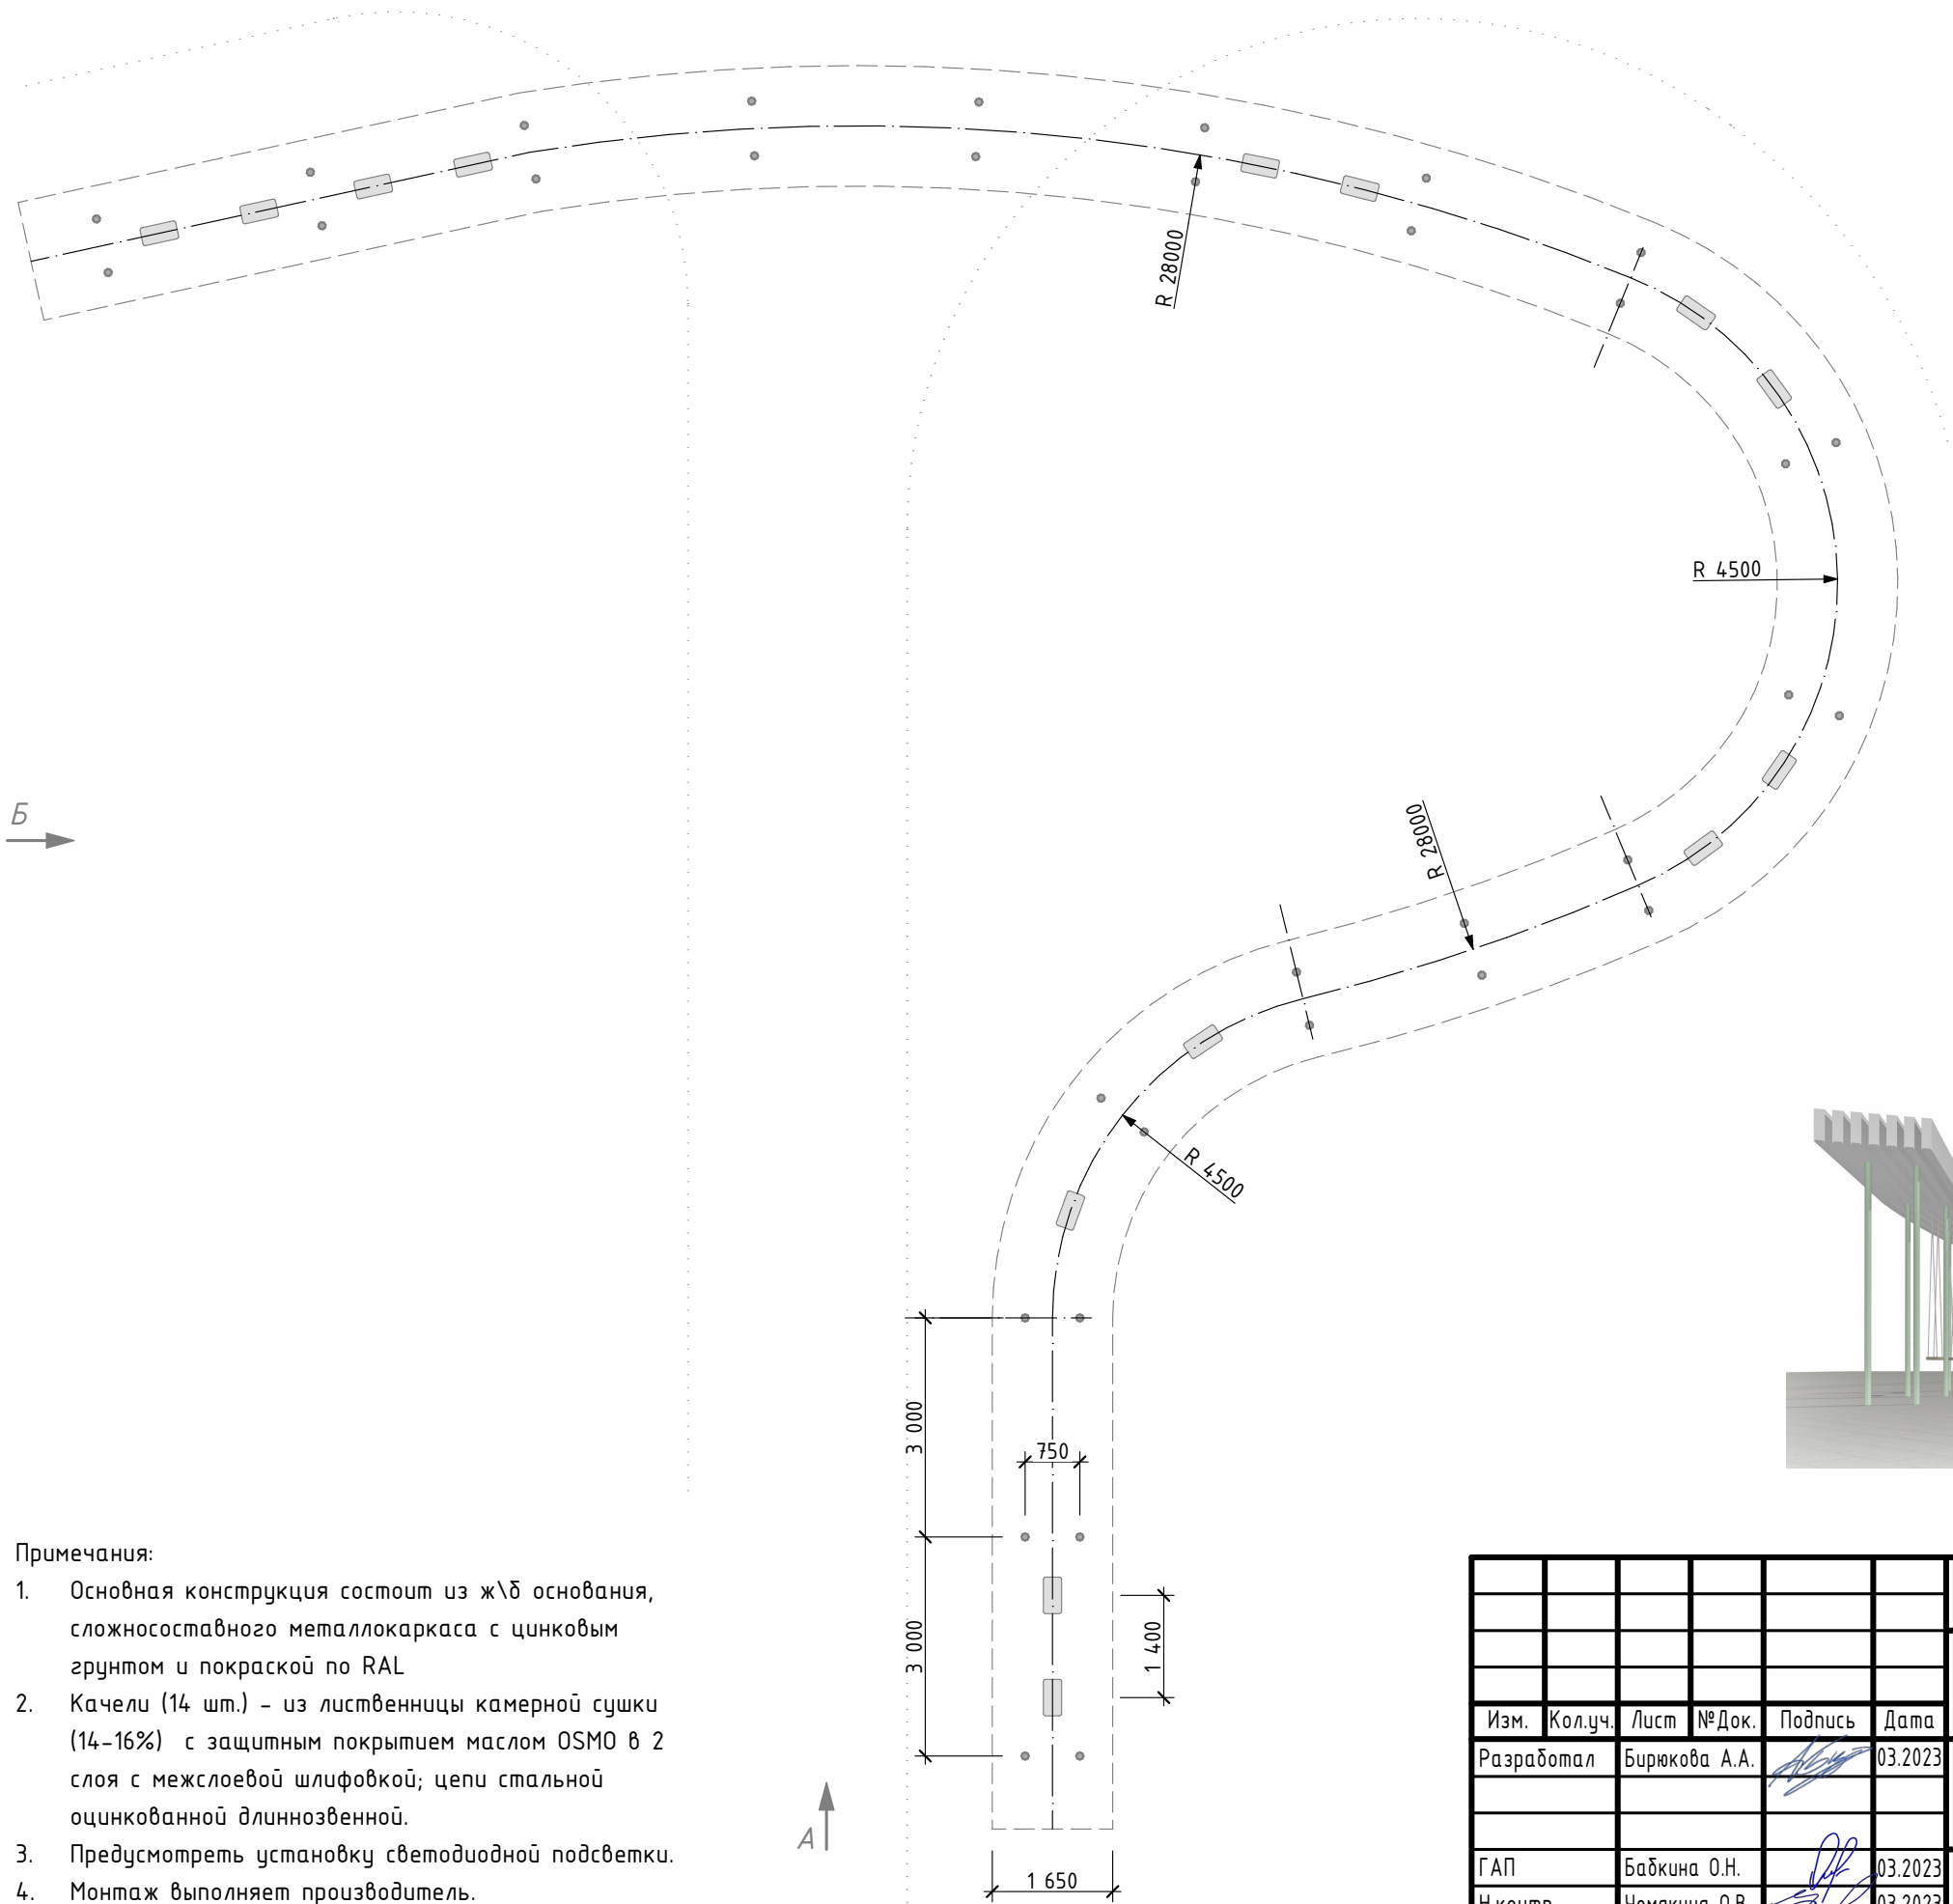 R 28000
R 4500
Б
R 28000
R 4500
3 000
750
3 000
1 400
А
1 650
Примечания:
1. Основная конструкция состоит из ж\б основания,
сложносоставного металлокаркаса с цинковым
грунтом и покраской по RAL
2. Качели (14 шт.) – из лиственницы камерной сушки
(14–16%) с защитным покрытием маслом OSMO в 2
слоя с межслоевой шлифовкой; цепи стальной
оцинкованной длиннозвенной.
3. Предусмотреть установку светодиодной подсветки.
4. Монтаж выполняет производитель.
Изм. Кол.уч. Лист №Док. Подпись Дата
Разработал Бирюкова А.А. 03.2023
ГАП Бабкина О.Н. 03.2023
03.2023